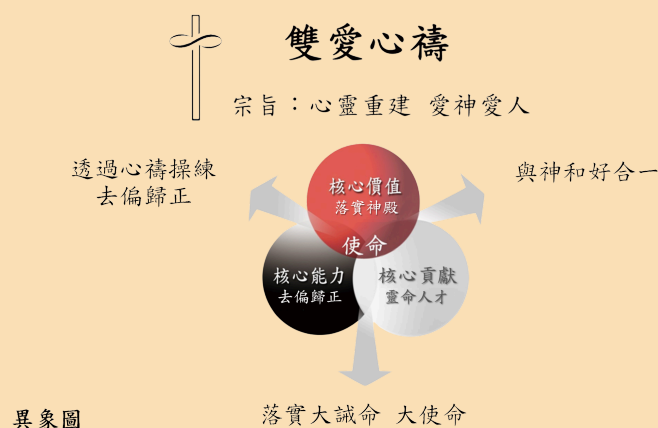 雙愛心禱
宗旨：心靈重建 愛神愛人
透過心禱操練
去偏歸正
與神和好合一
核心價值
落實神殿
使命
核心能力
去偏歸正
核心貢獻
靈命人才
落實大誡命 大使命
異象圖